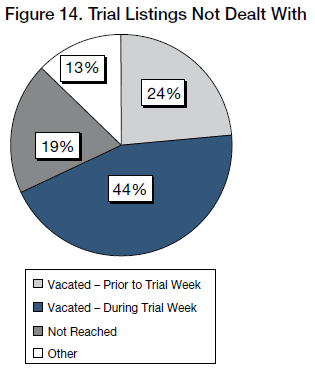 Figure 14. Trial Listings Not Dealt With
13%
24%
19%
44%
Vacated – Prior to Trial Week
Vacated – During Trial Week
Not Reached
Other